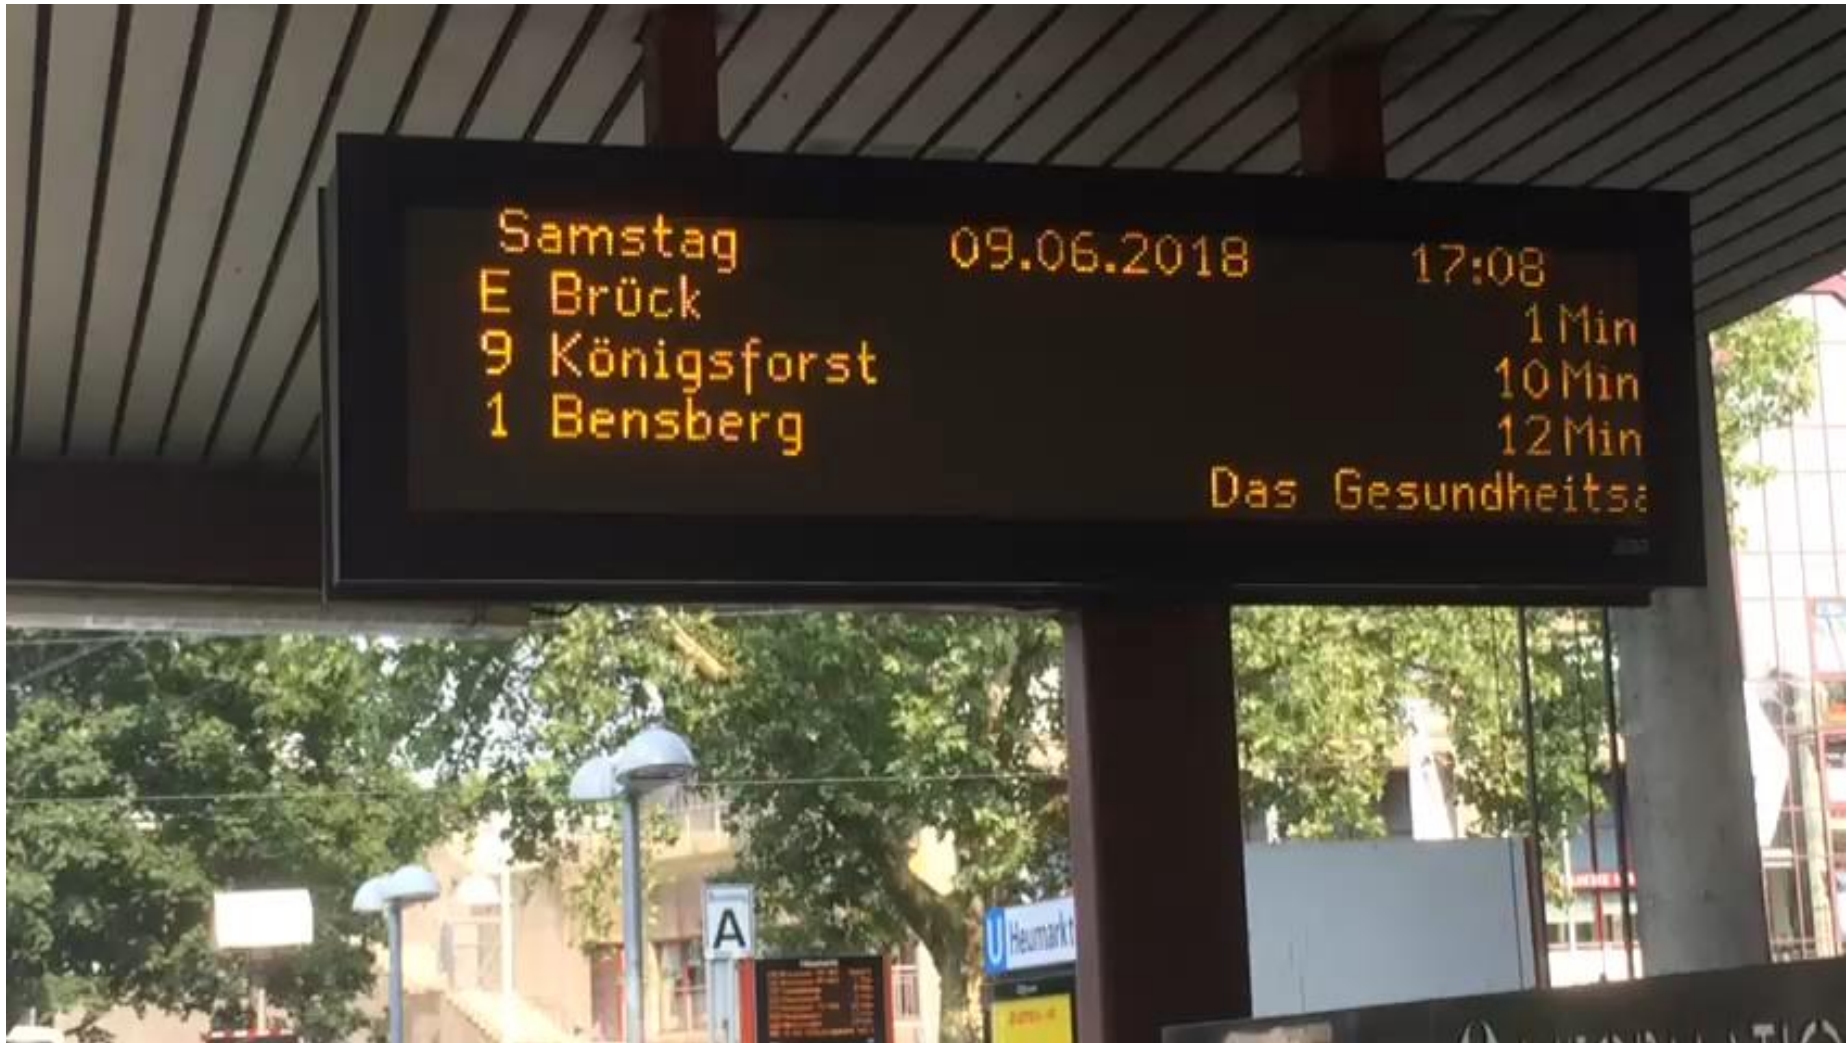 Samstag 09.06.2018 17:08
E Brück 1 Min
9 Königsforst 10 Min
1 Bensberg 12 Min
Das Gesundheitsa
A
U Heumarkt